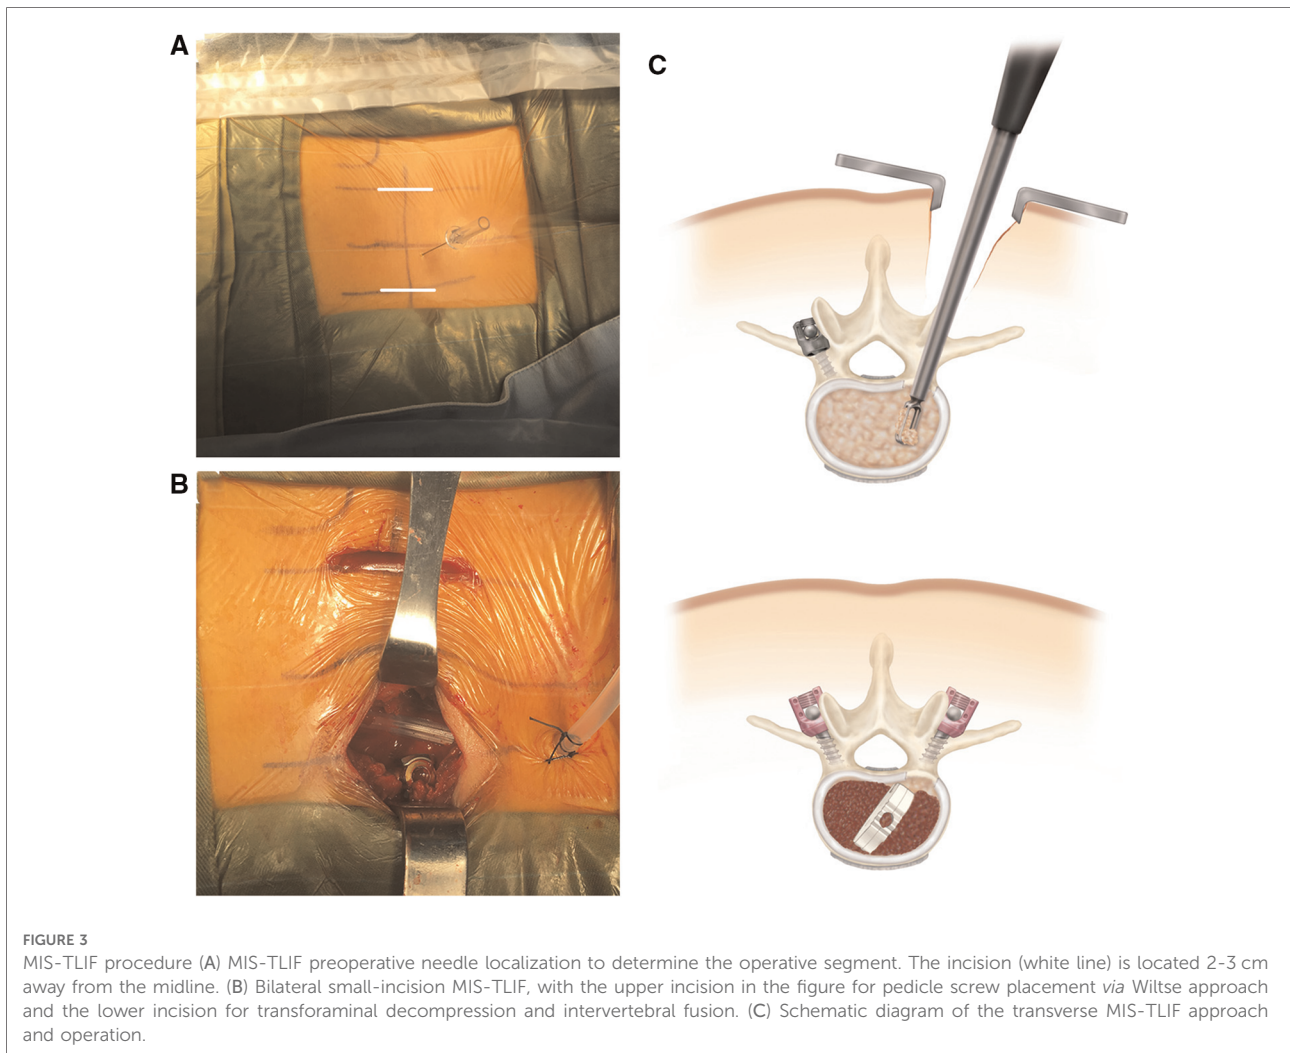 A
C
B
FIGURE 3
MIS-TLIF procedure (A) MIS-TLIF preoperative needle localization to determine the operative segment. The incision (white line) is located 2-3 cm
away from the midline. (B) Bilateral small-incision MIS-TLIF, with the upper incision in the figure for pedicle screw placement via Wiltse approach
and the lower incision for transforaminal decompression and intervertebral fusion. (C) Schematic diagram of the transverse MIS-TLIF approach
and operation.